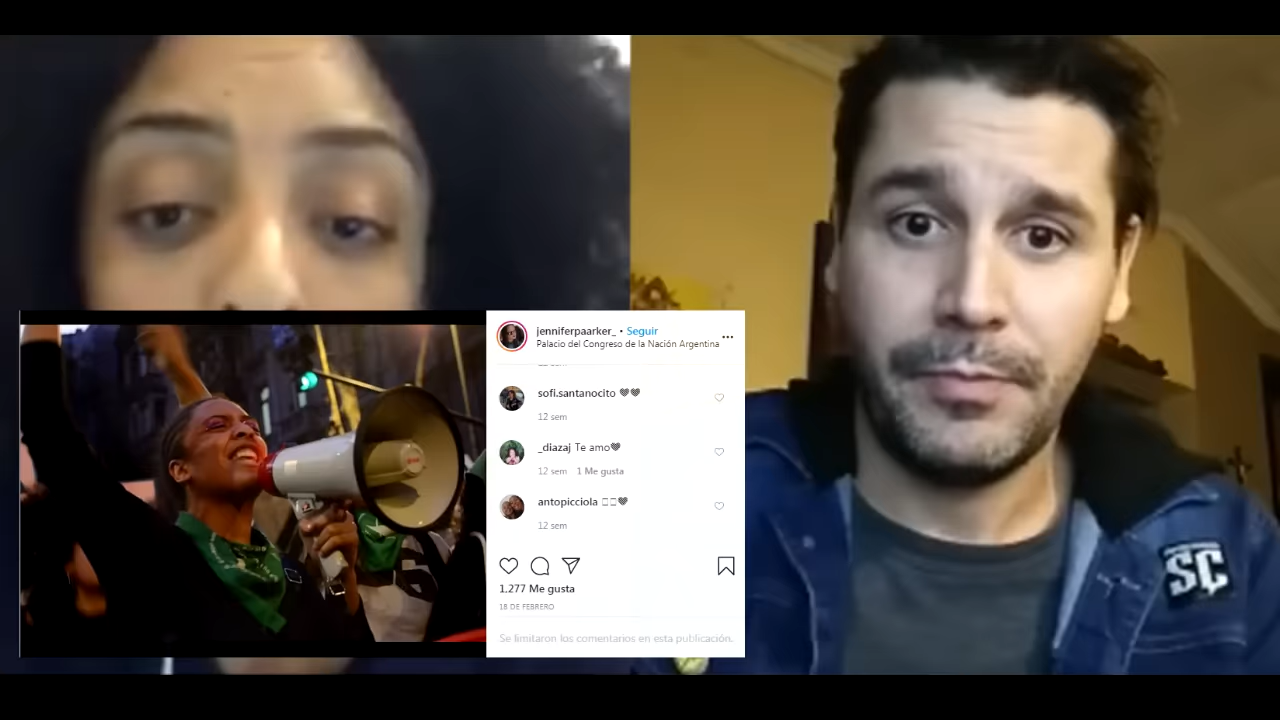 jenniferpaarker_ • Seguir
Palacio del Congreso de la Nación Argentina
sofi.santanocito 🖤🖤
12 sem
_diazaj Te amo🖤
12 sem 1 Me gusta
antopicciola □□🖤
12 sem
1,277 Me gusta
18 DE FEBRERO
Se limitaron los comentarios en esta publicación.
SÇ